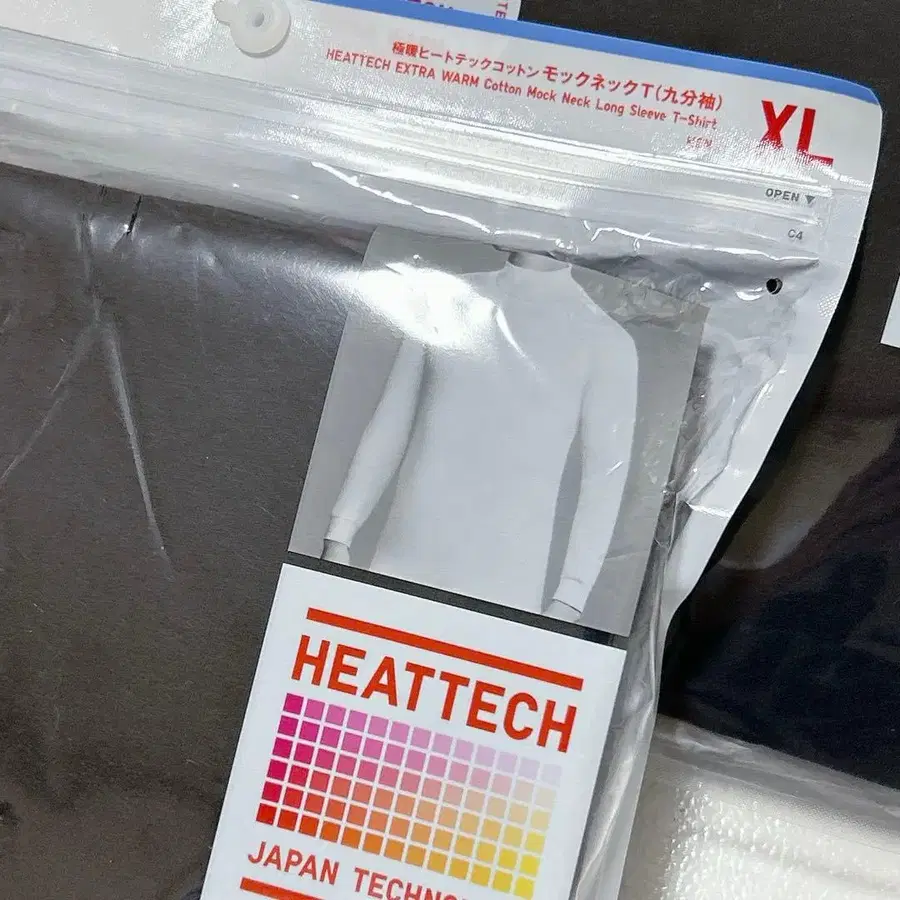 極暖ヒートテックコットン モックネックT(九分袖)
HEATTECH EXTRA WARM Cotton Mock Neck Long Sleeve T-Shirt
XL
OPEN ▼
C4
HEATTECH
JAPAN TECHNO